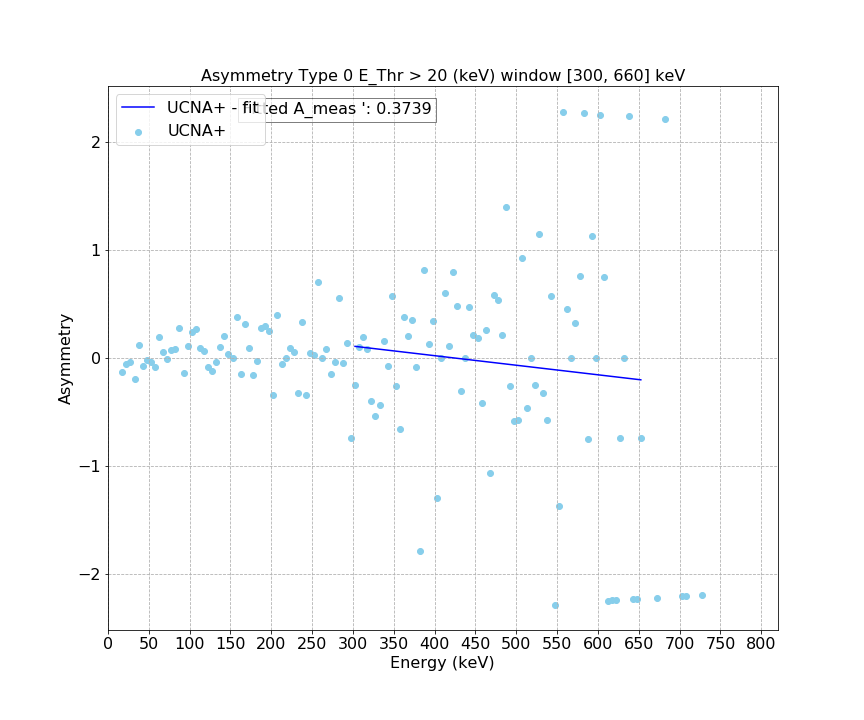 Asymmetry Type 0 E_Thr > 20 (keV) window [300, 660] keV
UCNA+ - fit
tted A_meas ': 0.3739
UCNA+
2
1
0
−1
−2
Asymmetry
0 50 100 150 200 250 300 350 400 450 500 550 600 650 700 750 800
Energy (keV)